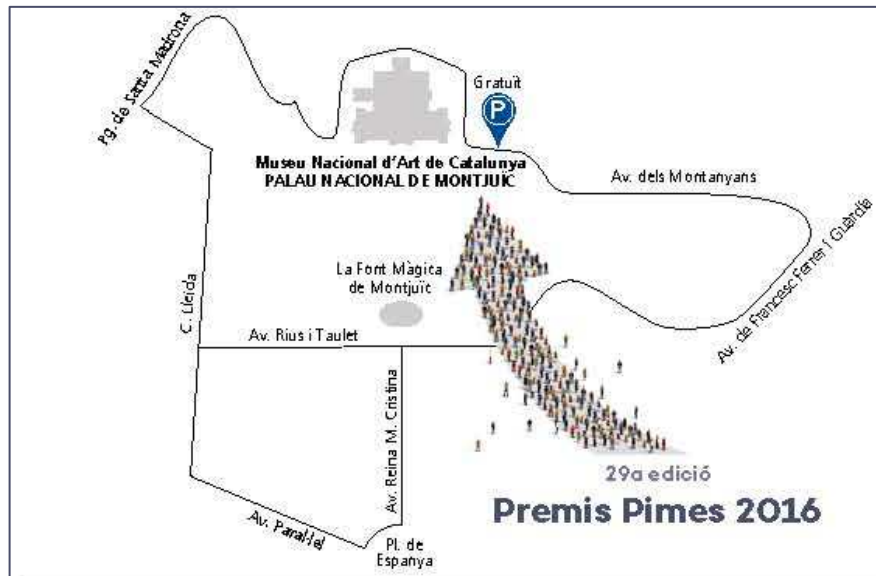 Pg. de Santa Madrona
Gratuït
P
Museu Nacional d'Art de Catalunya
PALAU NACIONAL DE MONTJUÏC
Av. dels Montanyans
La Font Màgica
de Montjuïc
Av. de Francesc Ferrer i Guàrdia
C. Lleida
Av. Rius i Taulet
Av. Reina M. Cristina
Av. Paral·lel
Pl. de
Espanya
29a edició
Premis Pimes 2016